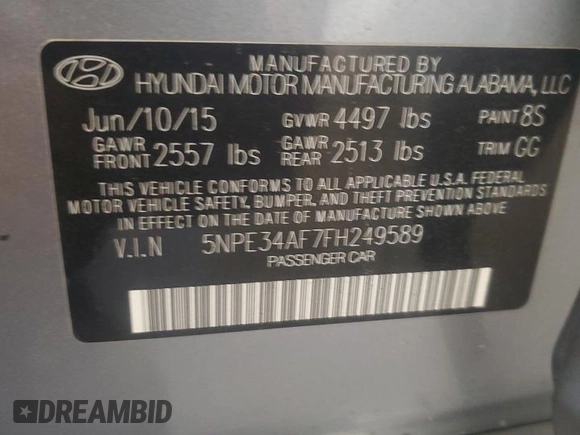 MANUFACTURED BY
HYUNDAI MOTOR MANUFACTURING ALABAMA, LLC
Jun/10/15 GVWR 4497 lbs PAINT 8S
GAWR FRONT 2557 lbs GAWR REAR 2513 lbs TRIM GG
THIS VEHICLE CONFORMS TO ALL APPLICABLE U.S.A. FEDERAL
MOTOR VEHICLE SAFETY, BUMPER, AND THEFT PREVENTION STANDARDS
IN EFFECT ON THE DATE OF MANUFACTURE SHOWN ABOVE.
V.I.N 5NPE34AF7FH249589
PASSENGER CAR
DREAMBID